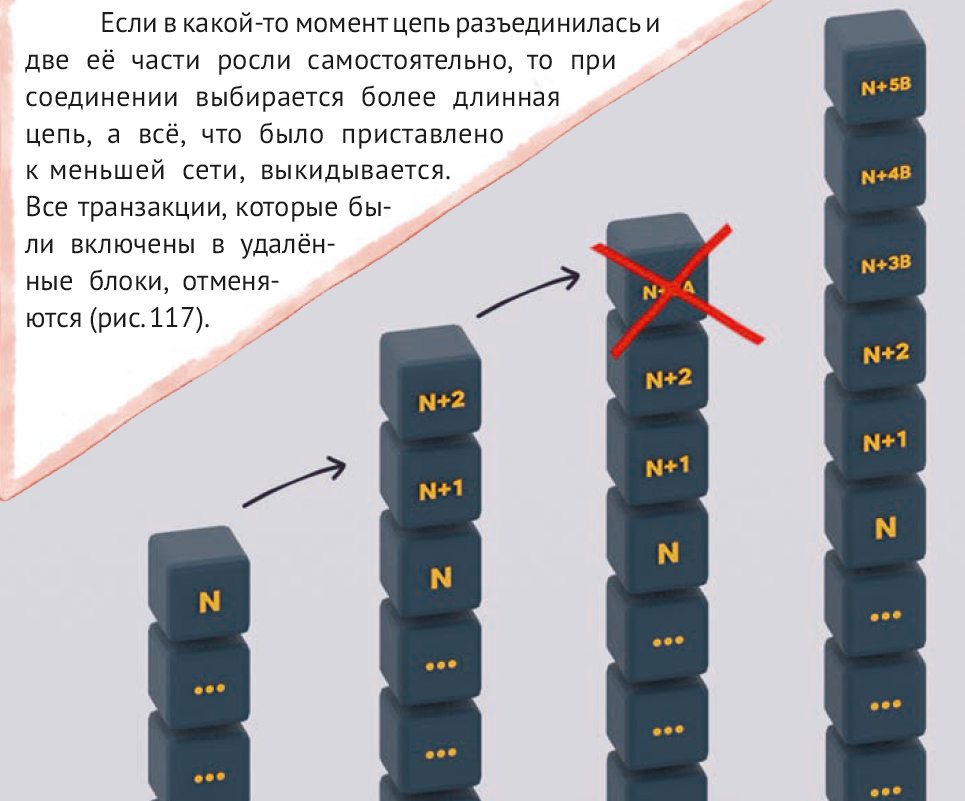 Если в какой-то момент цепь разъединилась и
две её части росли самостоятельно, то при
соединении выбирается более длинная
цепь, а всё, что было приставлено
к меньшей сети, выкидывается.
Все транзакции, которые бы-
ли включены в удалён-
ные блоки, отменя-
ются (рис. 117).
N
...
...
N+2
N+1
N
...
...
N+2
N+1
N
...
...
N+5B
N+4B
N+3B
N+2
N+1
N
...
...
...